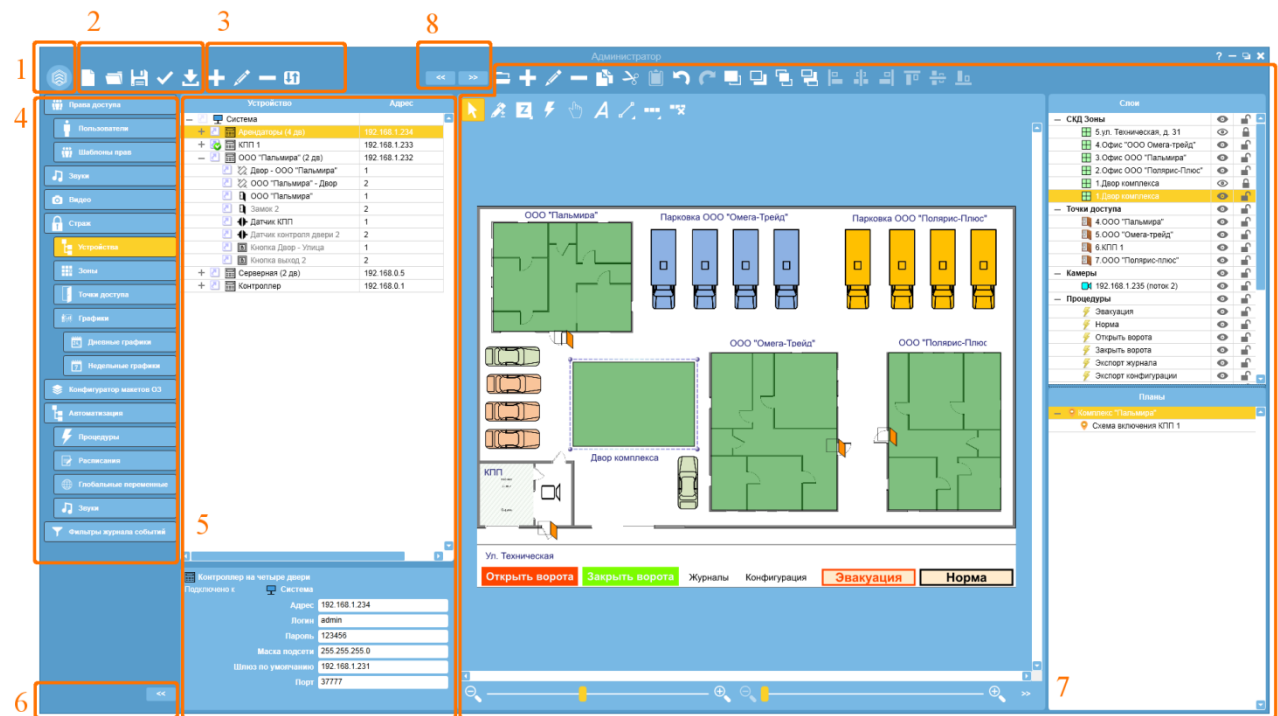 2
3
8
1
Администратор
? − ×
<<
>>
4
Права доступа
Пользователи
Шаблоны прав
Звуки
Видео
Страж
Устройства
Зоны
Точки доступа
Графики
Дневные графики
Недельные графики
Конфигуратор макетов ОЗ
Автоматизация
Процедуры
Расписания
Глобальные переменные
Звуки
Фильтры журнала событий
6
<<
Устройство Адрес
Система
Арендаторы (4 дв) 192.168.1.234
КПП 1 192.168.1.233
ООО "Пальмира" (2 дв) 192.168.1.232
Двор - ООО "Пальмира" 1
ООО "Пальмира" - Двор 2
ООО "Пальмира" 1
Замок 2 2
Датчик КПП 1
Датчик контроля двери 2 2
Кнопка Двор - Улица 1
Кнопка выход 2 2
Серверная (2 дв) 192.168.0.5
Контроллер 192.168.0.1
5
Контроллер на четыре двери
Подключено к Система
Адрес 192.168.1.234
Логин admin
Пароль 123456
Маска подсети 255.255.255.0
Шлюз по умолчанию 192.168.1.231
Порт 37777
Z
A
ООО "Пальмира"
Парковка ООО "Омега-Трейд"
Парковка ООО "Полярис-Плюс"
ООО "Омега-Трейд"
ООО "Полярис-Плюс
Двор комплекса
КПП
Ул. Техническая
Открыть ворота Закрыть ворота Журналы Конфигурация Эвакуация Норма
>>
Слои
СКД Зоны
5.ул. Техническая, д. 31
4.Офис "ООО Омега-трейд"
3.Офис ООО "Пальмира"
2.Офис ООО "Полярис-Плюс"
1.Двор комплекса
1.Двор комплекса
Точки доступа
4.ООО "Пальмира"
5.ООО "Омега-трейд"
6.КПП 1
7.ООО "Полярис-плюс"
Камеры
192.168.1.235 (поток 2)
Процедуры
Эвакуация
Норма
Открыть ворота
Закрыть ворота
Экспорт журнала
Экспорт конфигурации
Планы
Комплекс "Пальмира"
Схема включения КПП 1
7